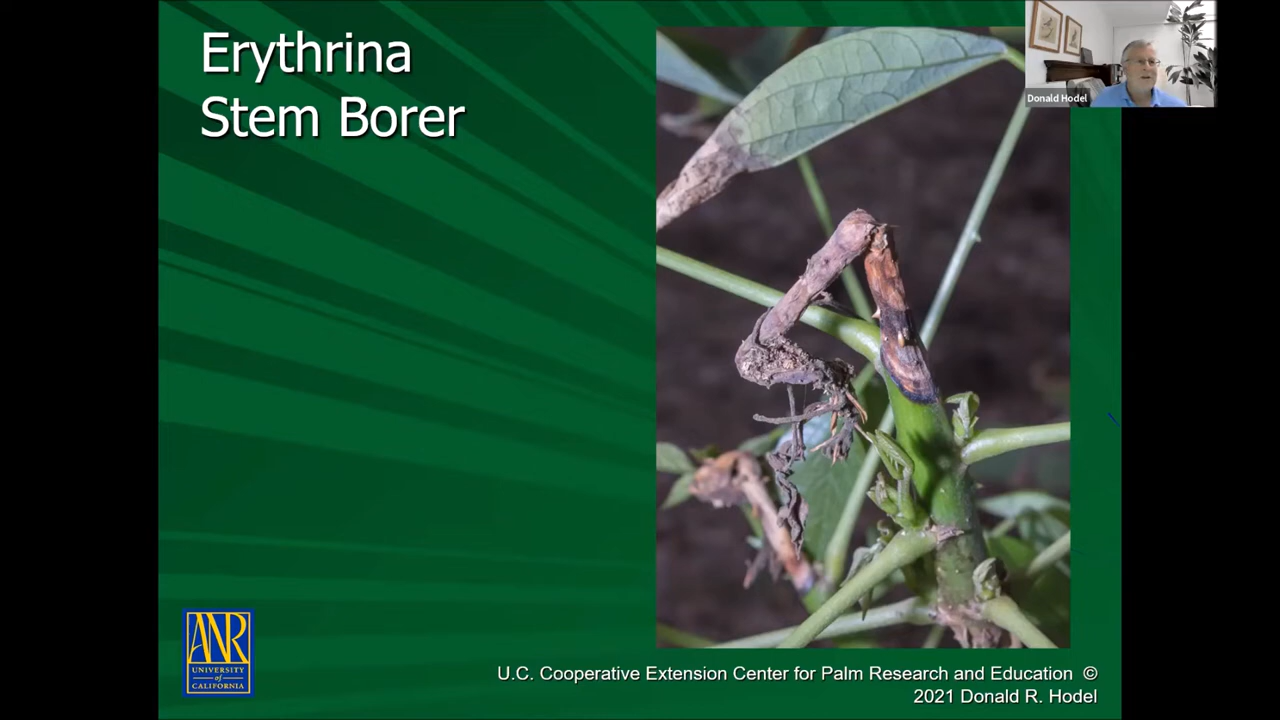 Erythrina
Stem Borer
Donald Hodel
ANR
UNIVERSITY
of
CALIFORNIA
U.C. Cooperative Extension Center for Palm Research and Education ©
2021 Donald R. Hodel